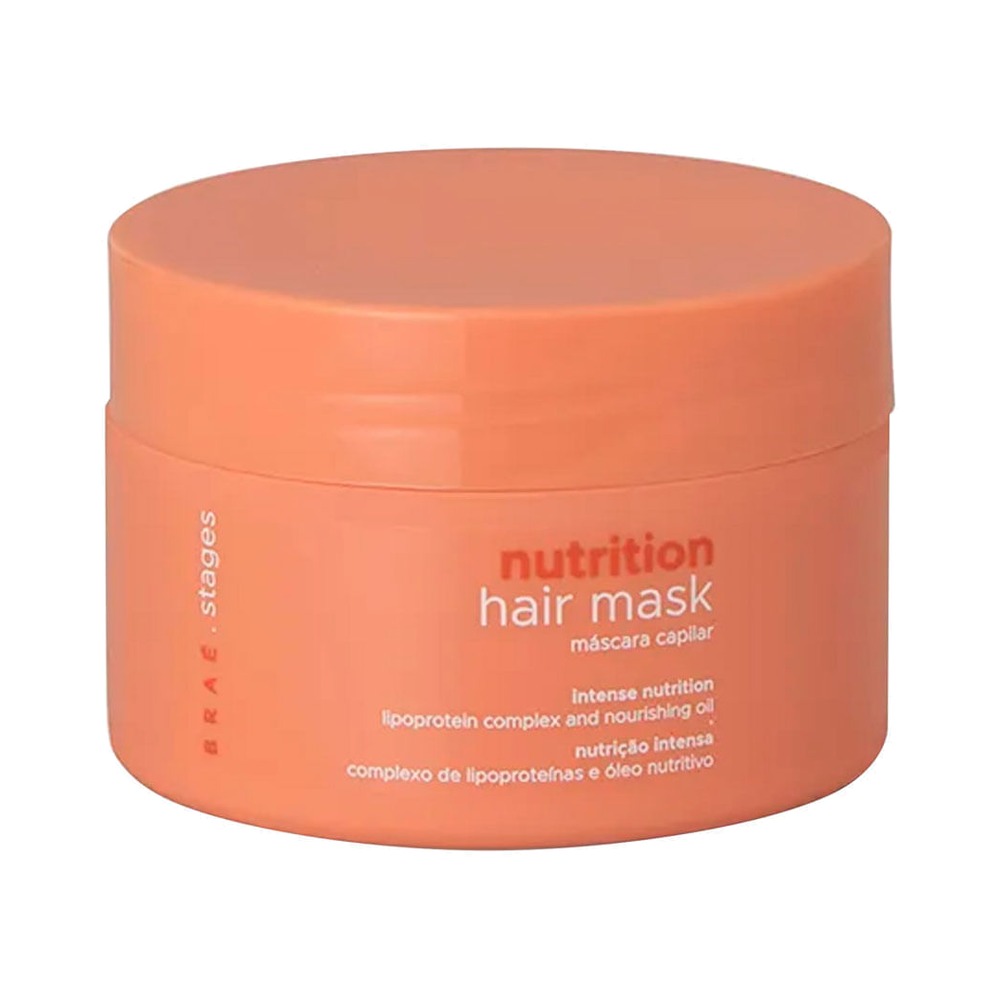 BRAÉ . stages
nutrition
hair mask
máscara capilar
intense nutrition
lipoprotein complex and nourishing oil
.
nutrição intensa
complexo de lipoproteínas e óleo nutritivo